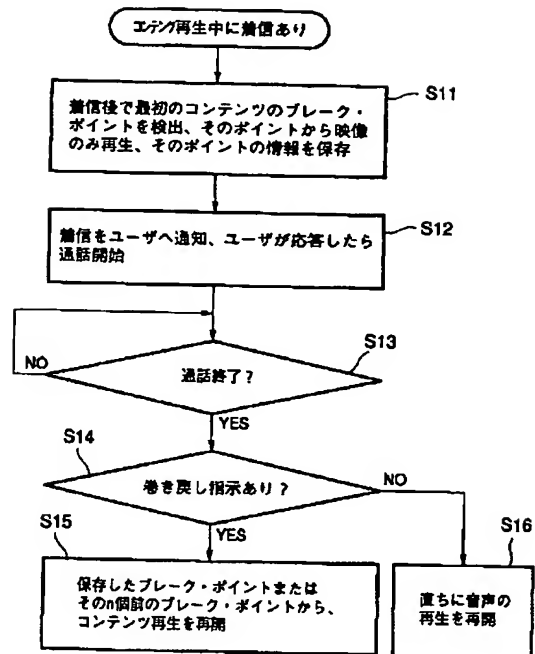 コンテンツ再生中に着信あり
S11
着信後で最初のコンテンツのブレーク・
ポイントを検出、そのポイントから映像
のみ再生、そのポイントの情報を保存
S12
着信をユーザへ通知、ユーザが応答したら
通話開始
S13
通話終了?
NO
YES
S14
巻き戻し指示あり?
NO
YES
S15
保存したブレーク・ポイントまたは
そのn個前のブレーク・ポイントから、
コンテンツ再生を再開
S16
直ちに音声の
再生を再開